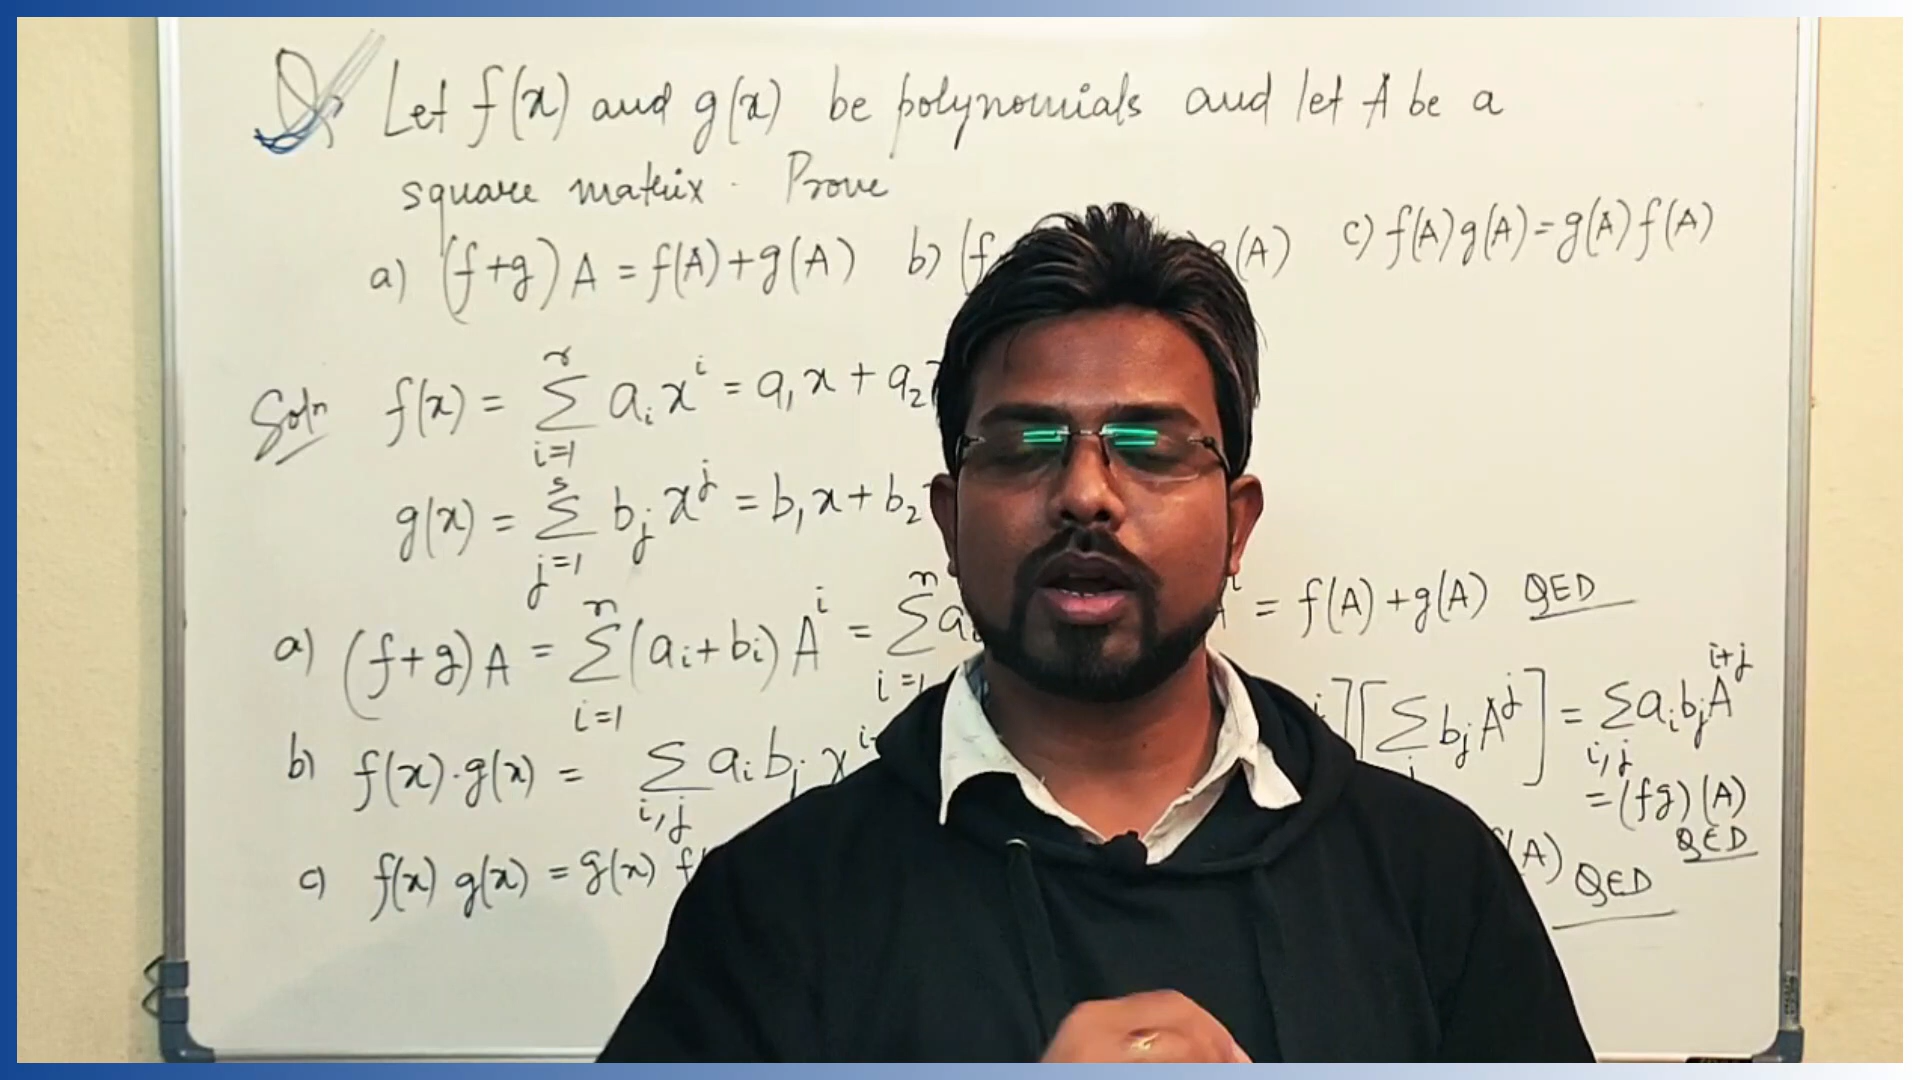 Q. Let f(x) and g(x) be polynomials and let A be a
square matrix. Prove
a) (f+g)A = f(A)+g(A) b) (f g(A) c) f(A)g(A)=g(A)f(A)
Soln f(x) = Σ_{i=1}^{r} a_i x^i = a_1x + a_2
g(x) = Σ_{j=1}^{s} b_j x^j = b_1x + b_2
a) (f+g)A = Σ_{i=1}^{n} (a_i+b_i) A^i = Σ_{i=1}^{n} a = f(A)+g(A) QED
b) f(x)·g(x) = Σ_{i,j} a_i b_j x [Σ_j b_j A^j] = Σ_{i,j} a_i b_j A^{i+j}
=(fg)(A)
QED
c) f(x) g(x) = g(x) f (A) QED